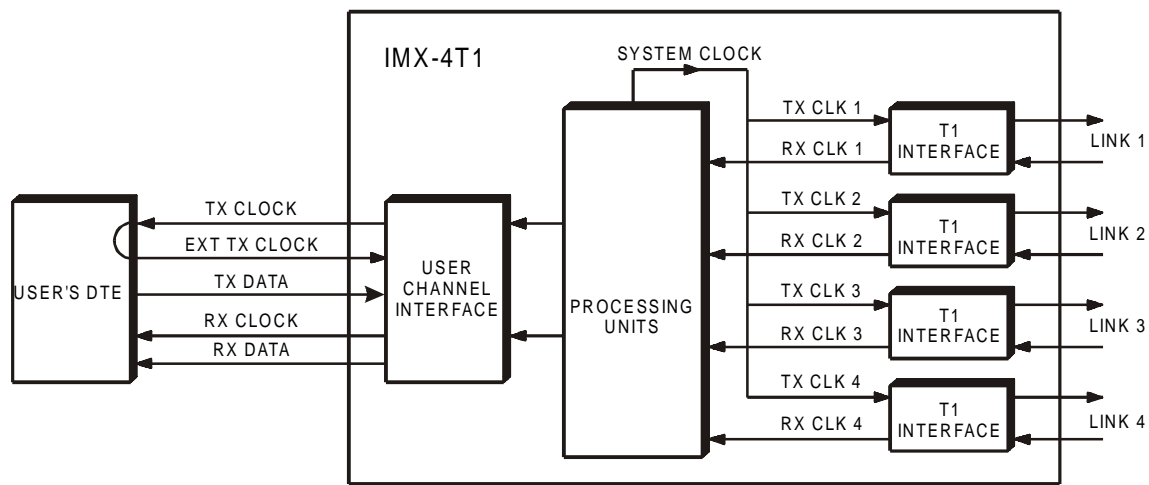 IMX-4T1
SYSTEM CLOCK
TX CLK 1
T1
INTERFACE
LINK 1
RX CLK 1
TX CLK 2
T1
INTERFACE
LINK 2
RX CLK 2
TX CLOCK
EXT TX CLOCK
TX DATA
RX CLOCK
RX DATA
USER'S DTE
USER
CHANNEL
INTERFACE
PROCESSING
UNITS
TX CLK 3
T1
INTERFACE
LINK 3
RX CLK 3
TX CLK 4
T1
INTERFACE
LINK 4
RX CLK 4